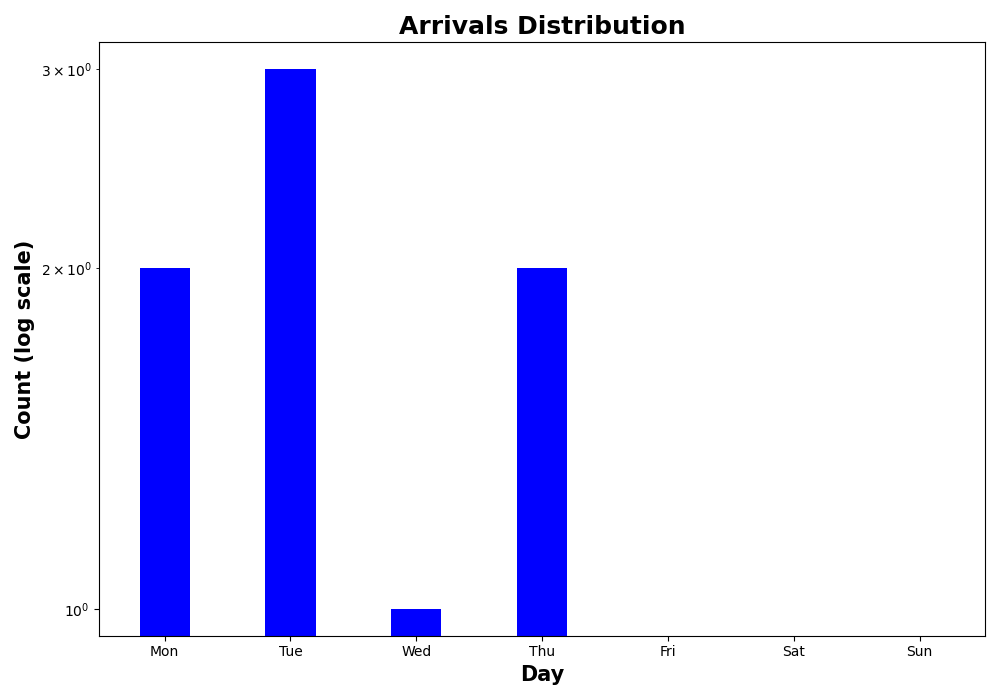 Arrivals Distribution
Count (log scale)
3 × 10⁰
2 × 10⁰
10⁰
Mon Tue Wed Thu Fri Sat Sun
Day